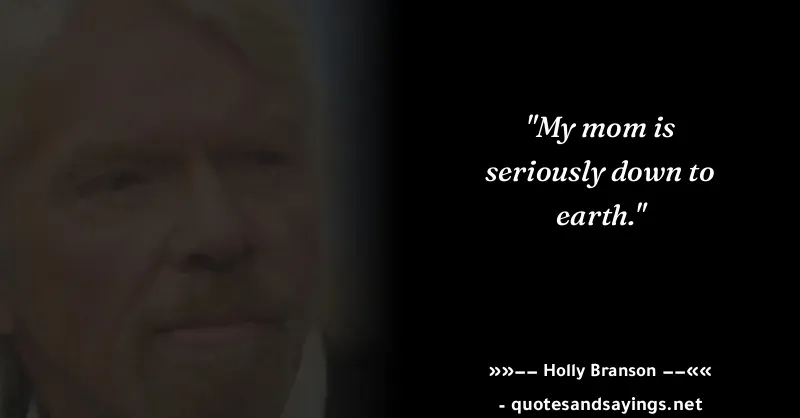 "My mom is
seriously down to
earth."
»»–– Holly Branson ––««
- quotesandsayings.net